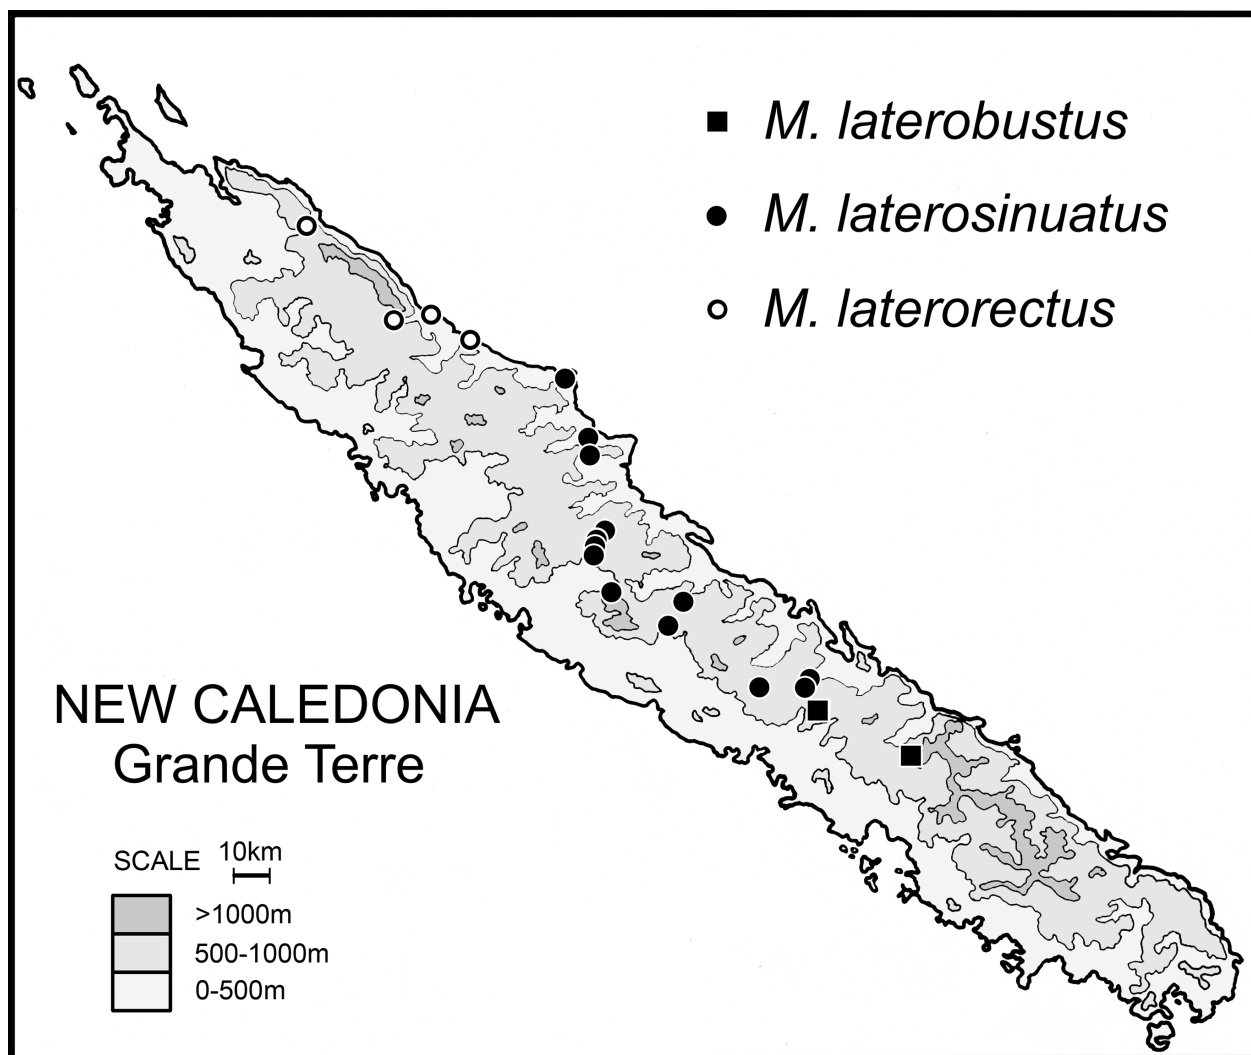 M. laterobustus
M. laterosinuatus
M. laterorectus
NEW CALEDONIA
Grande Terre
SCALE 10km
>1000m
500-1000m
0-500m